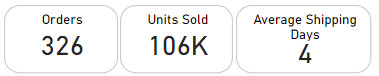 Orders
326
Units Sold
106K
Average Shipping
Days
4